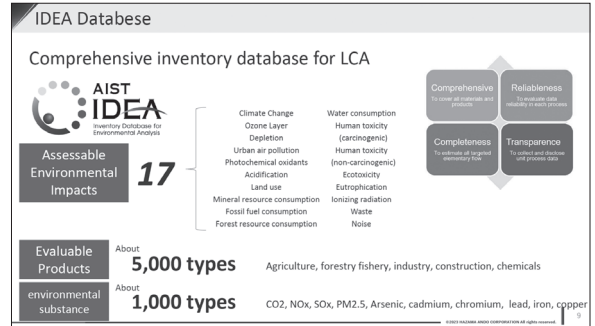 IDEA Databese
Comprehensive inventory database for LCA
AIST
IDEA
Inventory Database for
Environmental Analysis
Assessable
Environmental
Impacts
17
Climate Change
Ozone Layer
Depletion
Urban air pollution
Photochemical oxidants
Acidification
Land use
Mineral resource consumption
Fossil fuel consumption
Forest resource consumption
Water consumption
Human toxicity
(carcinogenic)
Human toxicity
(non-carcinogenic)
Ecotoxicity
Eutrophication
Ionizing radiation
Waste
Noise
Comprehensive
To cover all materials and
products
Reliableness
To evaluate data
reliability in each process
Completeness
To estimate all targeted
elementary flow
Transparence
To collect and disclose
unit process data
Evaluable
Products
About
5,000 types
Agriculture, forestry fishery, industry, construction, chemicals
environmental
substance
About
1,000 types
CO2, NOx, SOx, PM2.5, Arsenic, cadmium, chromium, lead, iron, copper
©2023 HAZAMA ANDO CORPORATION All rights reserved.
9